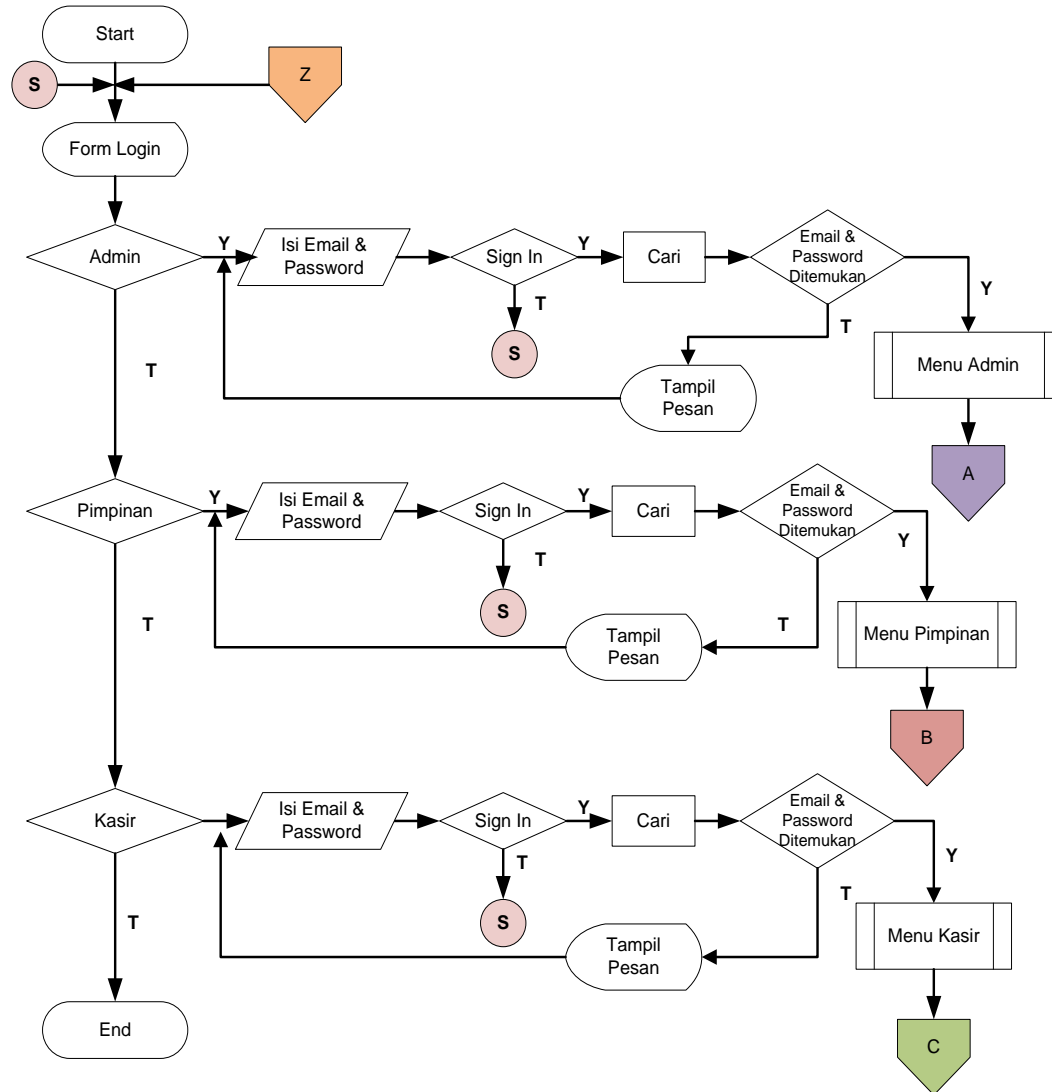 Start
S
Z
Form Login
Admin
Y
Isi Email &
Password
Sign In
Y
Cari
Email &
Password
Ditemukan
Y
T
S
T
T
Tampil
Pesan
Menu Admin
A
Pimpinan
Y
Isi Email &
Password
Sign In
Y
Cari
Email &
Password
Ditemukan
Y
T
S
T
T
Tampil
Pesan
Menu Pimpinan
B
Kasir
Isi Email &
Password
Sign In
Y
Cari
Email &
Password
Ditemukan
Y
T
S
T
T
Tampil
Pesan
Menu Kasir
C
End